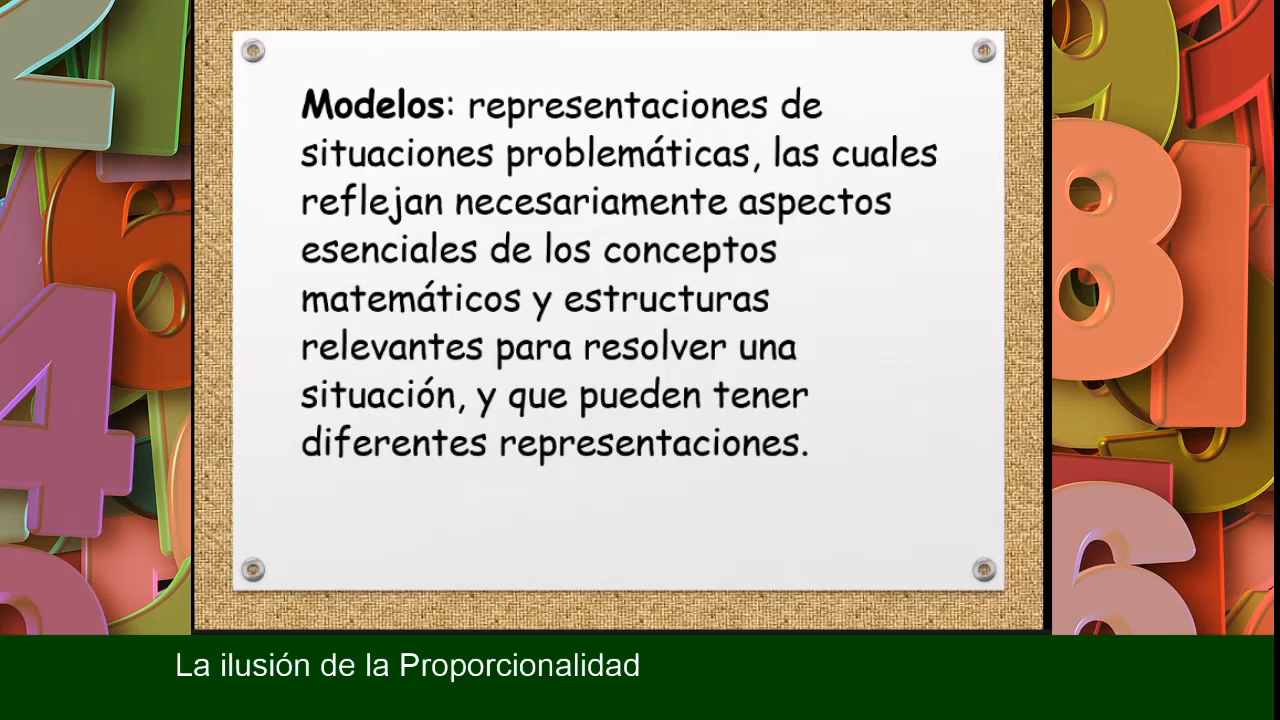 Modelos: representaciones de
situaciones problemáticas, las cuales
reflejan necesariamente aspectos
esenciales de los conceptos
matemáticos y estructuras
relevantes para resolver una
situación, y que pueden tener
diferentes representaciones.
La ilusión de la Proporcionalidad